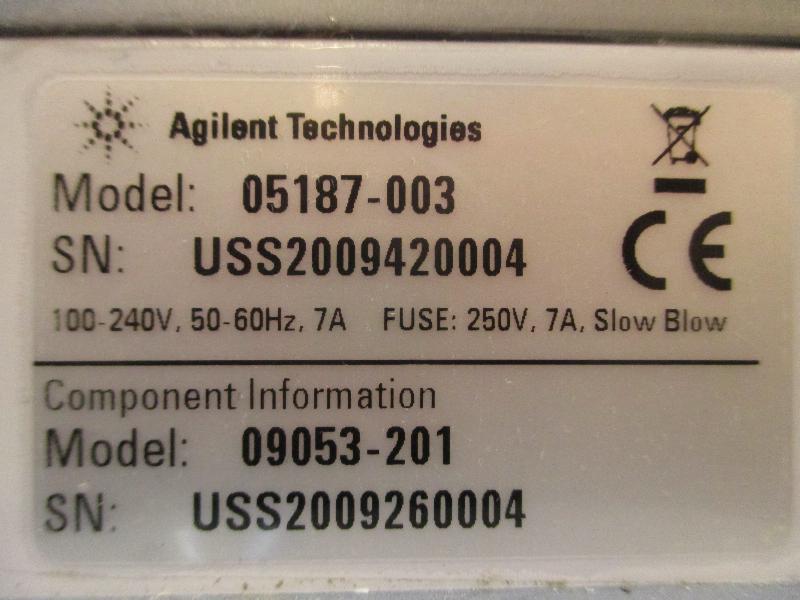 Agilent Technologies
Model: 05187-003
SN: USS2009420004
CE
100-240V, 50-60Hz, 7A FUSE: 250V, 7A, Slow Blow
Component Information
Model: 09053-201
SN: USS2009260004